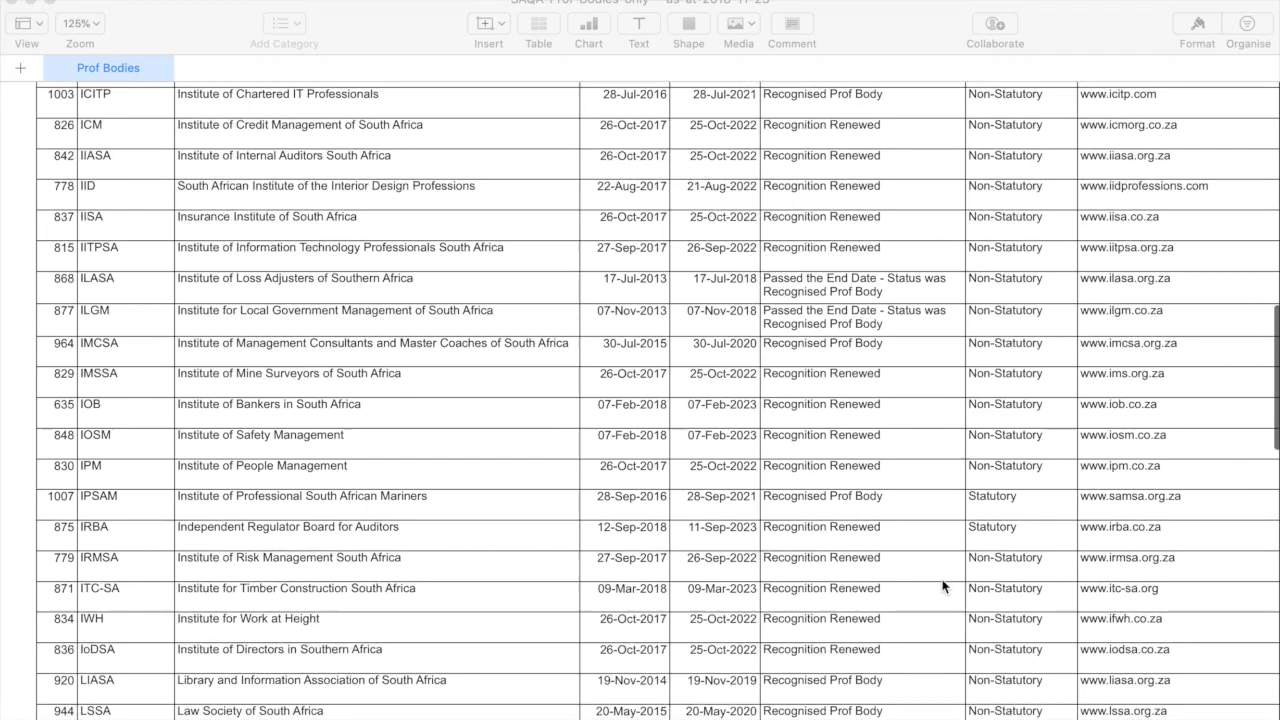 125%
View
Zoom
Add Category
Insert
Table
Chart
Text
Shape
Media
Comment
Collaborate
Format
Organise
Prof Bodies
1003 ICITP Institute of Chartered IT Professionals 28-Jul-2016 28-Jul-2021 Recognised Prof Body Non-Statutory www.icitp.com
826 ICM Institute of Credit Management of South Africa 26-Oct-2017 25-Oct-2022 Recognition Renewed Non-Statutory www.icmorg.co.za
842 IIASA Institute of Internal Auditors South Africa 26-Oct-2017 25-Oct-2022 Recognition Renewed Non-Statutory www.iiasa.org.za
778 IID South African Institute of the Interior Design Professions 22-Aug-2017 21-Aug-2022 Recognition Renewed Non-Statutory www.iidprofessions.com
837 IISA Insurance Institute of South Africa 26-Oct-2017 25-Oct-2022 Recognition Renewed Non-Statutory www.iisa.co.za
815 IITPSA Institute of Information Technology Professionals South Africa 27-Sep-2017 26-Sep-2022 Recognition Renewed Non-Statutory www.iitpsa.org.za
868 ILASA Institute of Loss Adjusters of Southern Africa 17-Jul-2013 17-Jul-2018 Passed the End Date - Status was Non-Statutory www.ilasa.org.za
Recognised Prof Body
877 ILGM Institute for Local Government Management of South Africa 07-Nov-2013 07-Nov-2018 Passed the End Date - Status was Non-Statutory www.ilgm.co.za
Recognised Prof Body
964 IMCSA Institute of Management Consultants and Master Coaches of South Africa 30-Jul-2015 30-Jul-2020 Recognised Prof Body Non-Statutory www.imcsa.org.za
829 IMSSA Institute of Mine Surveyors of South Africa 26-Oct-2017 25-Oct-2022 Recognition Renewed Non-Statutory www.ims.org.za
635 IOB Institute of Bankers in South Africa 07-Feb-2018 07-Feb-2023 Recognition Renewed Non-Statutory www.iob.co.za
848 IOSM Institute of Safety Management 07-Feb-2018 07-Feb-2023 Recognition Renewed Non-Statutory www.iosm.co.za
830 IPM Institute of People Management 26-Oct-2017 25-Oct-2022 Recognition Renewed Non-Statutory www.ipm.co.za
1007 IPSAM Institute of Professional South African Mariners 28-Sep-2016 28-Sep-2021 Recognised Prof Body Statutory www.samsa.org.za
875 IRBA Independent Regulator Board for Auditors 12-Sep-2018 11-Sep-2023 Recognition Renewed Statutory www.irba.co.za
779 IRMSA Institute of Risk Management South Africa 27-Sep-2017 26-Sep-2022 Recognition Renewed Non-Statutory www.irmsa.org.za
871 ITC-SA Institute for Timber Construction South Africa 09-Mar-2018 09-Mar-2023 Recognition Renewed Non-Statutory www.itc-sa.org
834 IWH Institute for Work at Height 26-Oct-2017 25-Oct-2022 Recognition Renewed Non-Statutory www.ifwh.co.za
836 IoDSA Institute of Directors in Southern Africa 26-Oct-2017 25-Oct-2022 Recognition Renewed Non-Statutory www.iodsa.co.za
920 LIASA Library and Information Association of South Africa 19-Nov-2014 19-Nov-2019 Recognised Prof Body Non-Statutory www.liasa.org.za
944 LSSA Law Society of South Africa 20-May-2015 20-May-2020 Recognised Prof Body Non-Statutory www.lssa.org.za